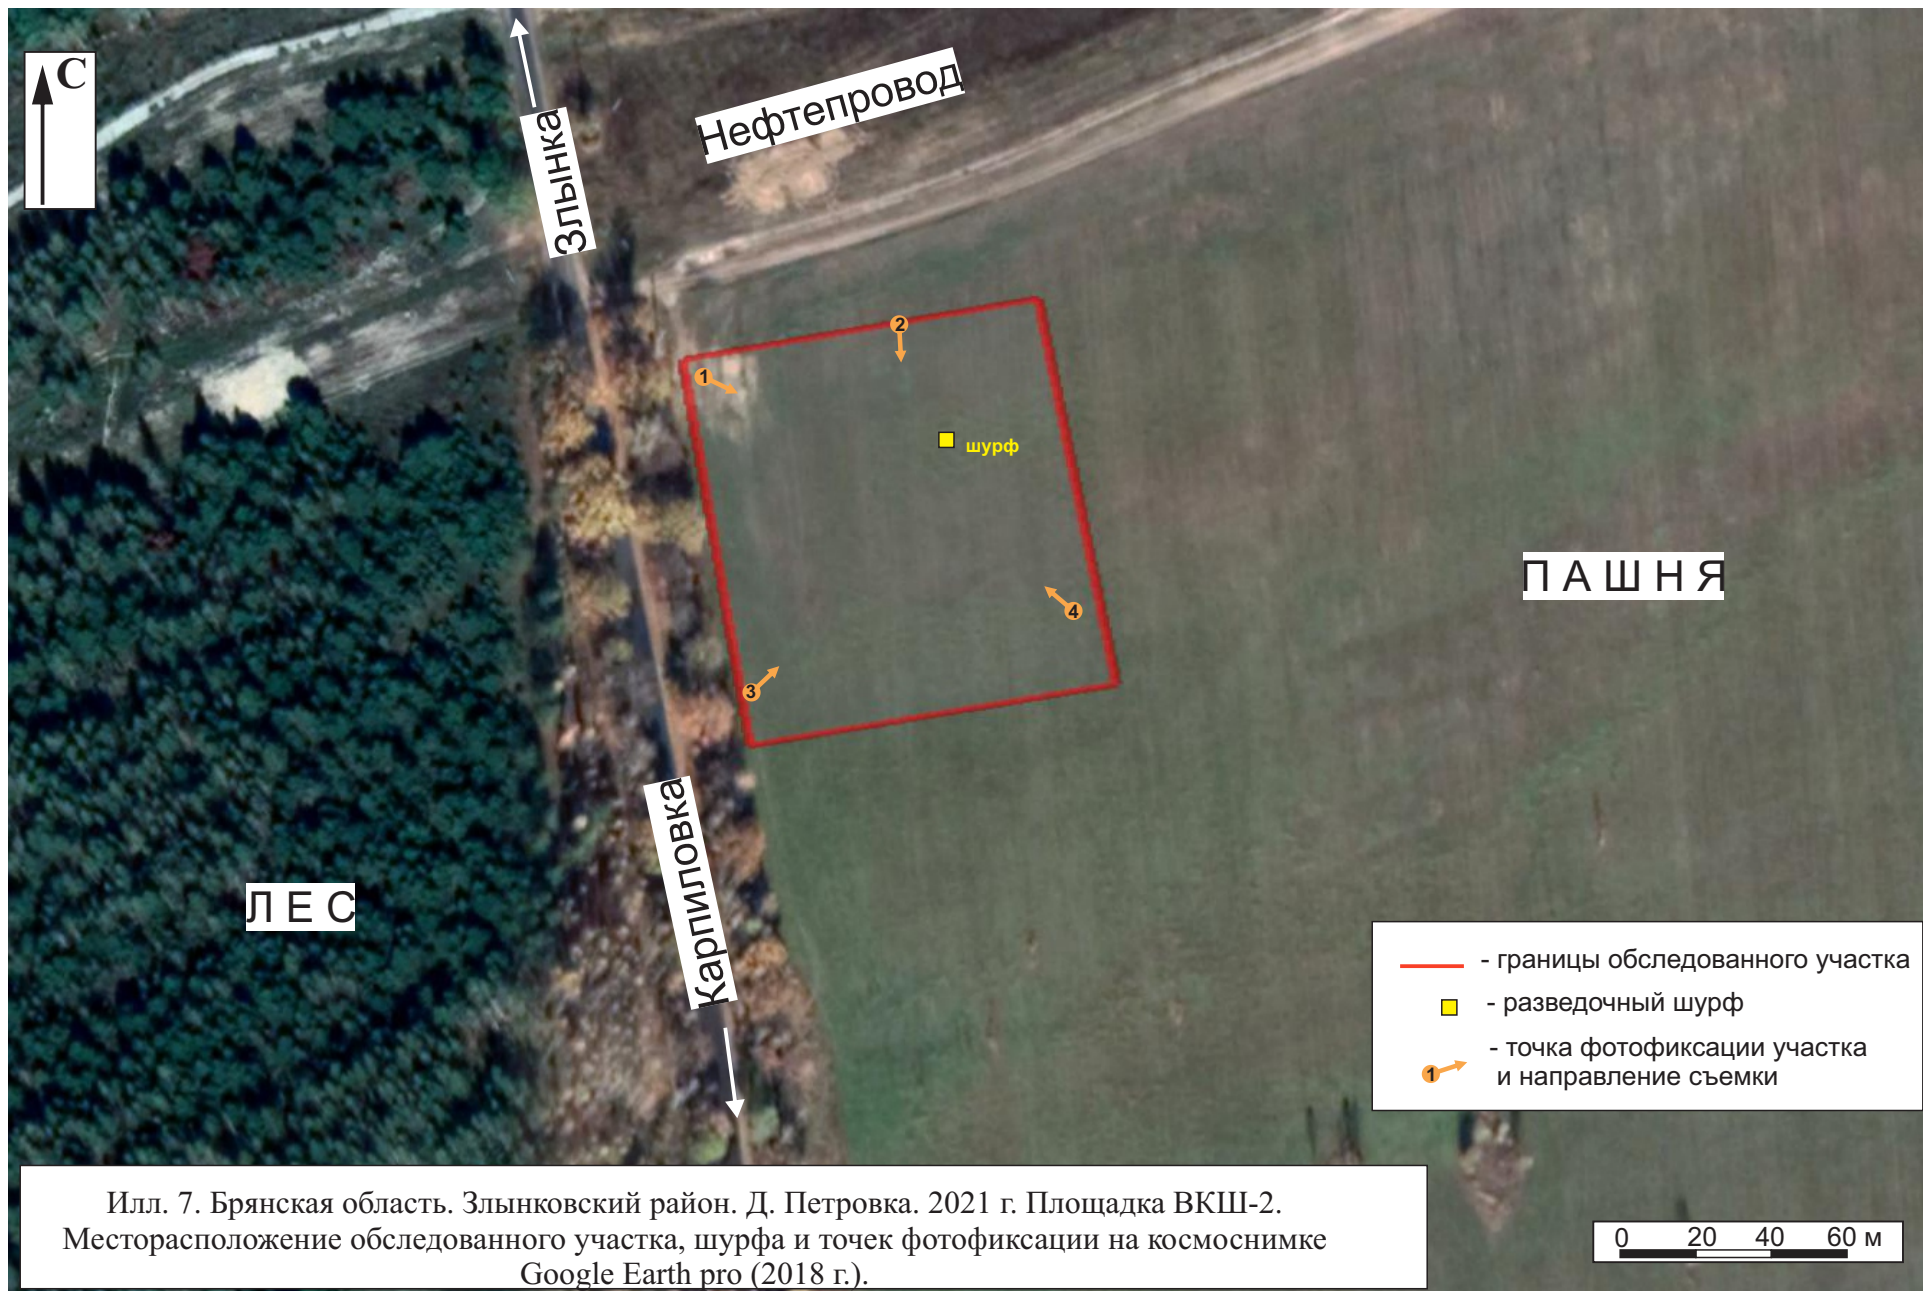 С
Злынка
Нефтепровод
1
2
шурф
П А Ш Н Я
4
3
Карпиловка
Л Е С
- границы обследованного участка
- разведочный шурф
1
- точка фотофиксации участка
и направление съемки
Илл. 7. Брянская область. Злынковский район. Д. Петровка. 2021 г. Площадка ВКШ-2.
Месторасположение обследованного участка, шурфа и точек фотофиксации на космоснимке
Google Earth pro (2018 г.).
0 20 40 60 м